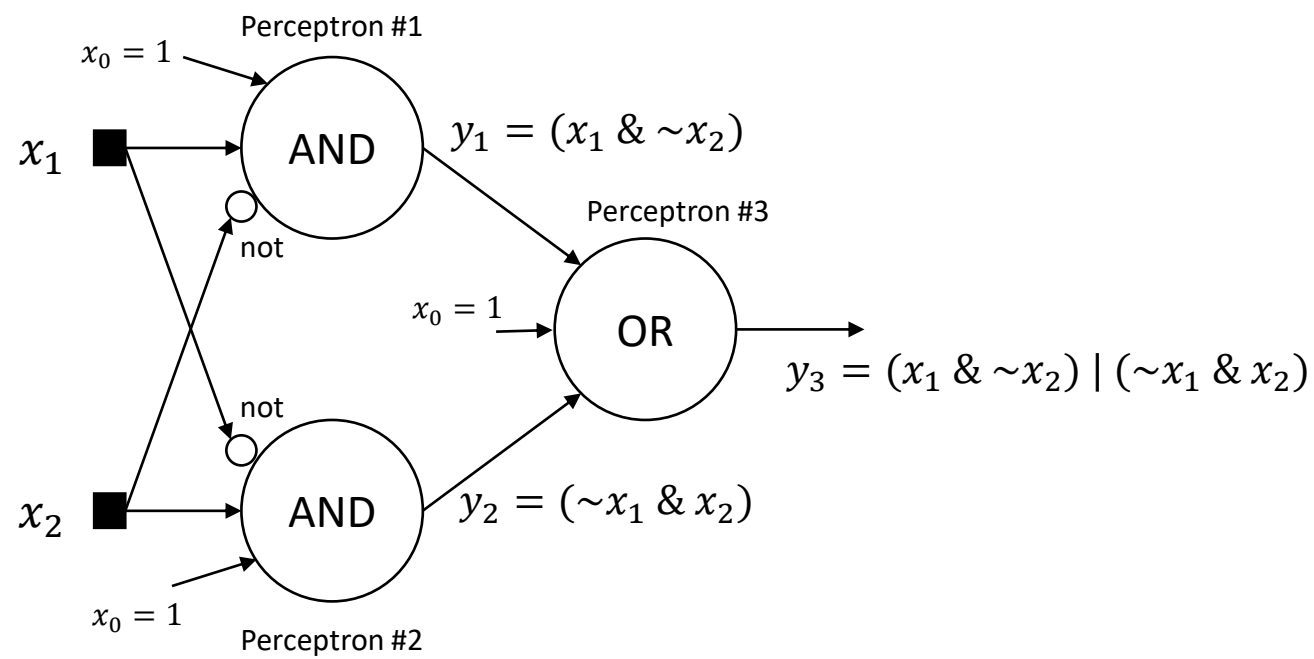 Perceptron #1
x₀ = 1
AND
y₁ = (x₁ & ~x₂)
x₁
not
Perceptron #3
x₀ = 1
OR
y₃ = (x₁ & ~x₂) | (~x₁ & x₂)
not
x₂
AND
y₂ = (~x₁ & x₂)
x₀ = 1
Perceptron #2